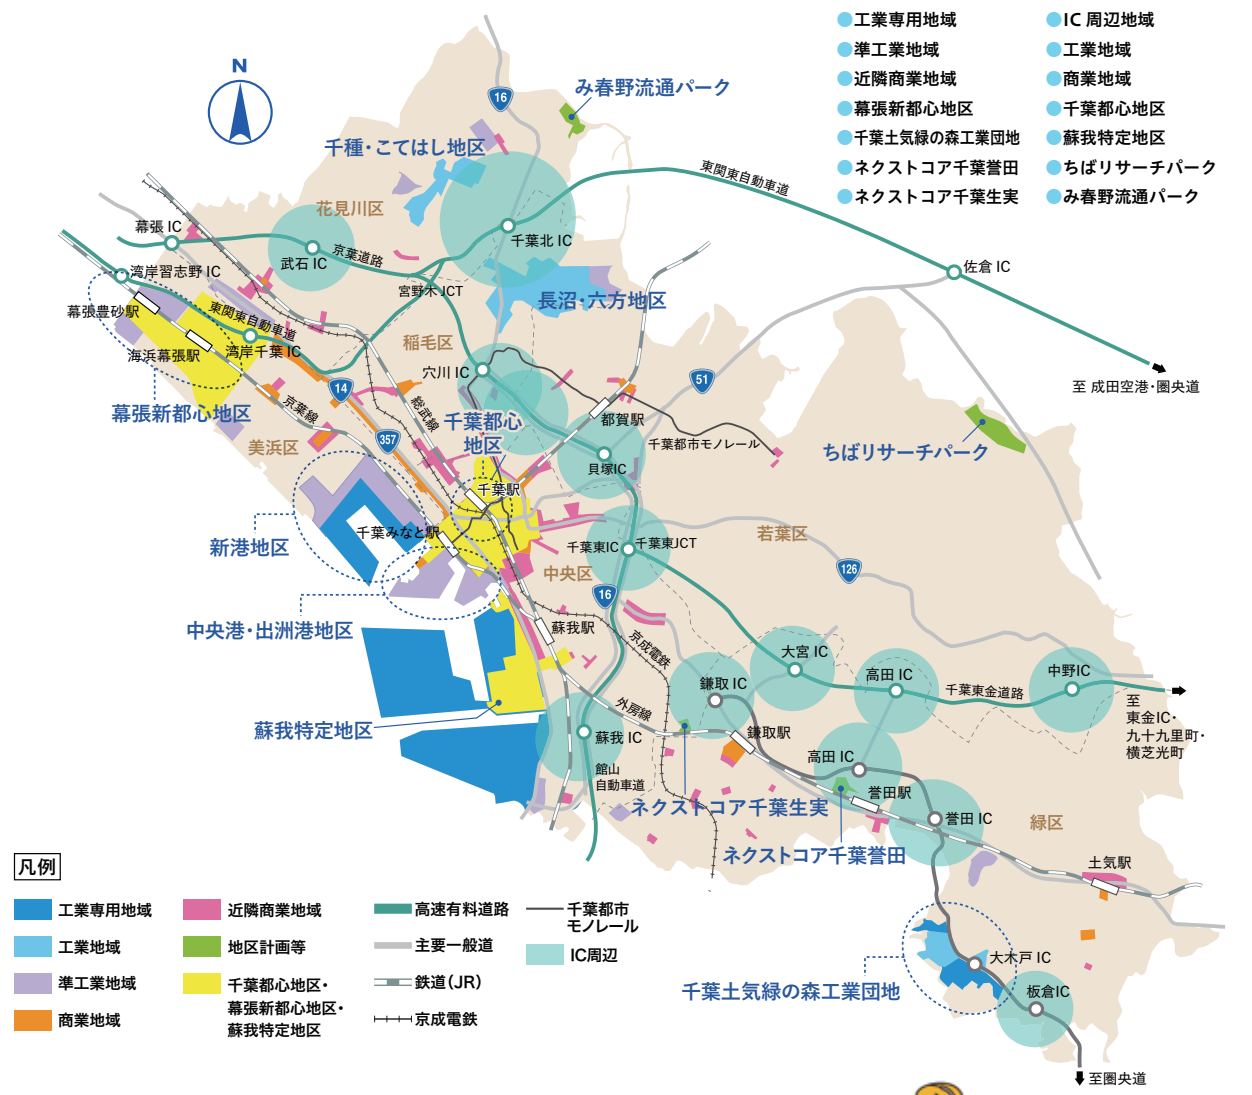 ●工業専用地域
●準工業地域
●近隣商業地域
●幕張新都心地区
●千葉土気緑の森工業団地
●ネクストコア千葉誉田
●ネクストコア千葉生実
●IC 周辺地域
●工業地域
●商業地域
●千葉都心地区
●蘇我特定地区
●ちばリサーチパーク
●み春野流通パーク
N
16
み春野流通パーク
千種・こてはし地区
東関東自動車道
花見川区
幕張 IC
武石 IC
京葉道路
千葉北 IC
佐倉 IC
湾岸習志野 IC
宮野木 JCT
長沼・六方地区
幕張豊砂駅
東関東自動車道
海浜幕張駅
湾岸千葉 IC
稲毛区
穴川 IC
至 成田空港・圏央道
14
51
幕張新都心地区
京葉線
総武線
千葉都心
地区
都賀駅
千葉都市モノレール
357
美浜区
貝塚IC
ちばリサーチパーク
千葉駅
新港地区
千葉みなと駅
千葉東IC
千葉東JCT
若葉区
中央区
126
16
中央港・出洲港地区
蘇我駅
京成電鉄
大宮 IC
高田 IC
中野IC
鎌取 IC
千葉東金道路
至
東金IC・
九十九里町・
横芝光町
外房線
蘇我特定地区
蘇我 IC
鎌取駅
高田 IC
館山
自動車道
誉田駅
ネクストコア千葉生実
誉田 IC
緑区
ネクストコア千葉誉田
土気駅
大木戸 IC
千葉土気緑の森工業団地
板倉IC
至圏央道
凡例
工業専用地域
工業地域
準工業地域
商業地域
近隣商業地域
地区計画等
千葉都心地区・
幕張新都心地区・
蘇我特定地区
高速有料道路
主要一般道
鉄道(JR)
京成電鉄
千葉都市
モノレール
IC周辺